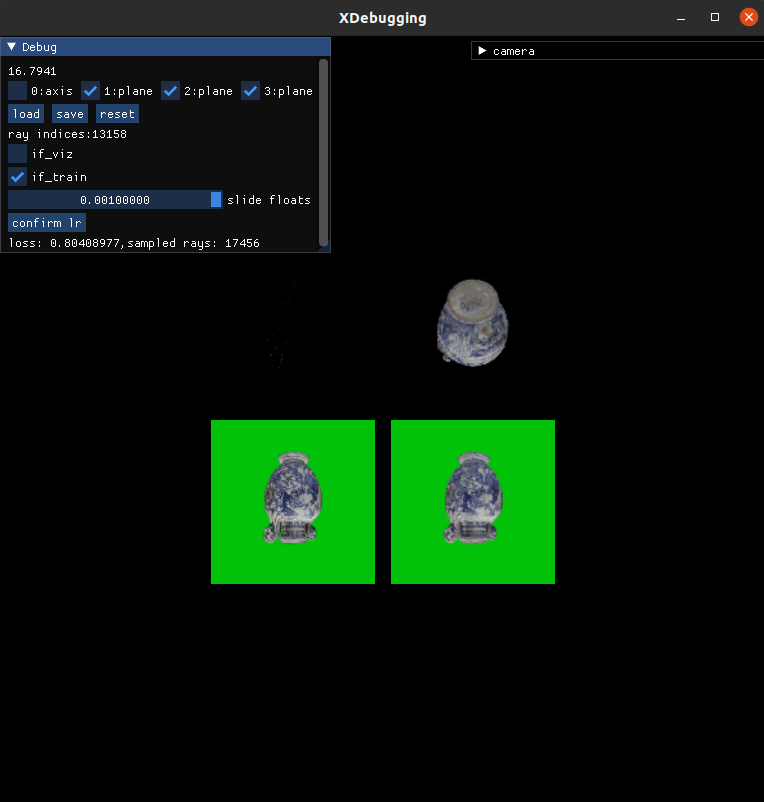 XDebugging
Debug
camera
16.7941
0:axis 1:plane 2:plane 3:plane
load save reset
ray indices:13158
if_viz
if_train
0.00100000 slide floats
confirm lr
loss: 0.80408977,sampled rays: 17456